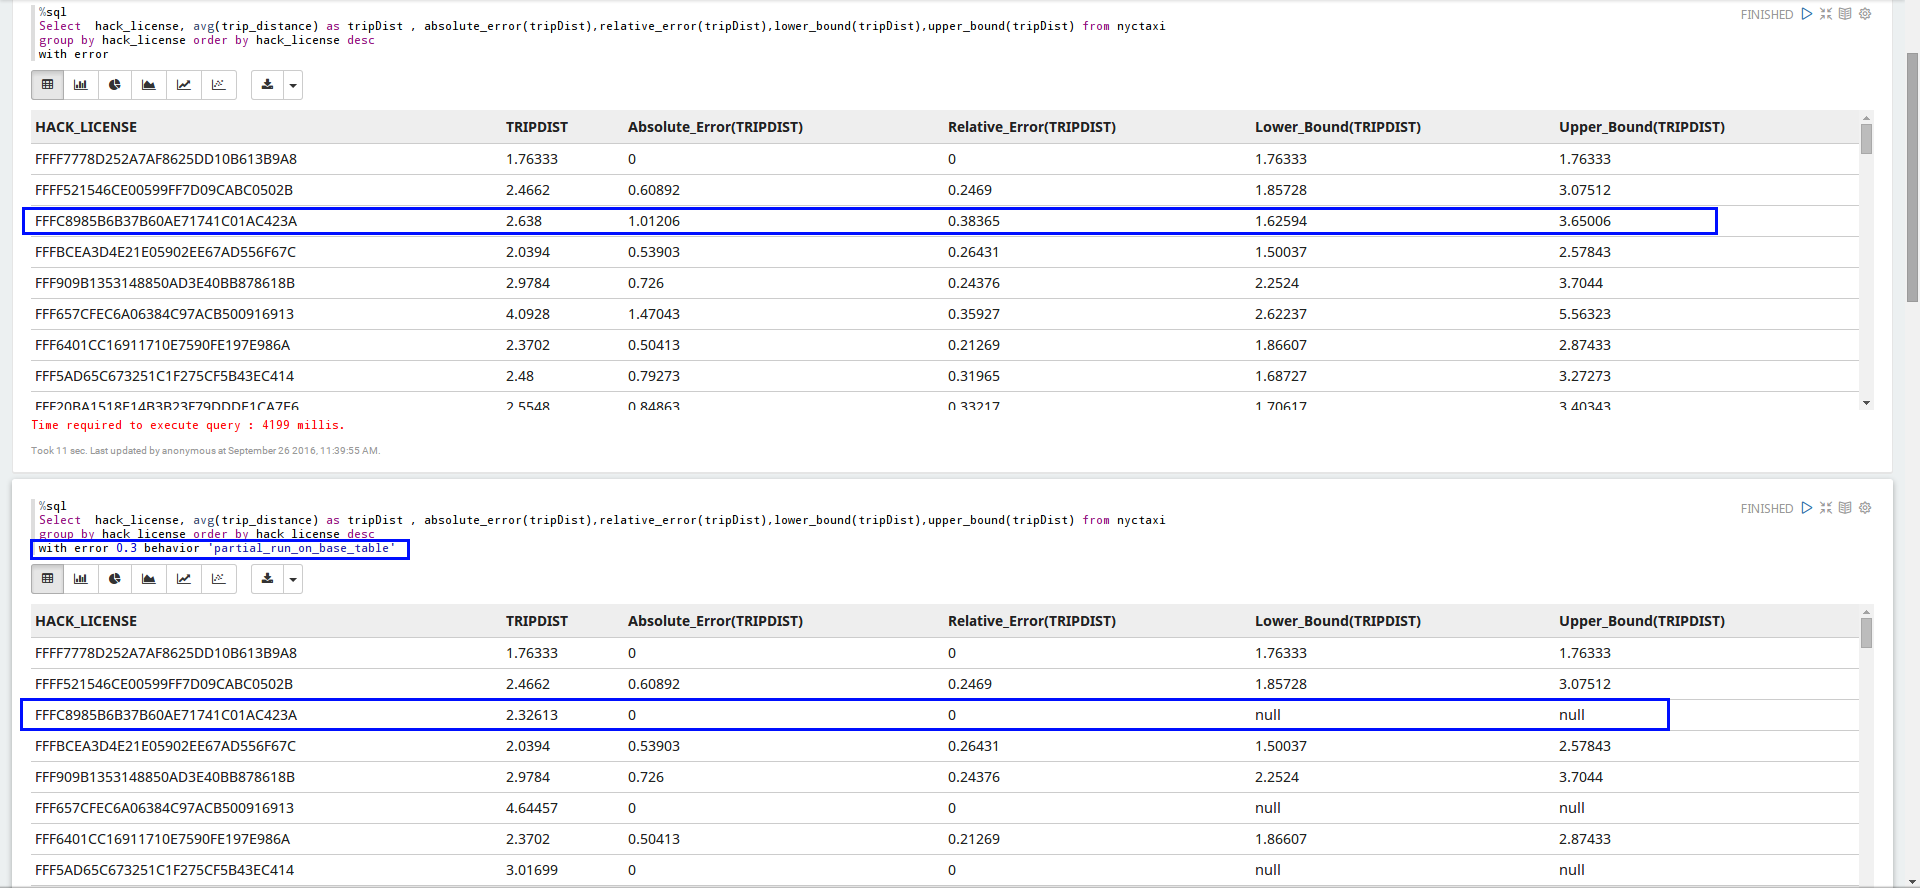 %sql
FINISHED
Select  hack_license, avg(trip_distance) as tripDist , absolute_error(tripDist),relative_error(tripDist),lower_bound(tripDist),upper_bound(tripDist) from nyctaxi
group by hack_license order by hack_license desc
with error
HACK_LICENSE TRIPDIST Absolute_Error(TRIPDIST) Relative_Error(TRIPDIST) Lower_Bound(TRIPDIST) Upper_Bound(TRIPDIST)
FFFF7778D252A7AF8625DD10B613B9A8 1.76333 0 0 1.76333 1.76333
FFFF521546CE00599FF7D09CABC0502B 2.4662 0.60892 0.2469 1.85728 3.07512
FFFC8985B6B37B60AE71741C01AC423A 2.638 1.01206 0.38365 1.62594 3.65006
FFFBCEA3D4E21E05902EE67AD556F67C 2.0394 0.53903 0.26431 1.50037 2.57843
FFF909B1353148850AD3E40BB878618B 2.9784 0.726 0.24376 2.2524 3.7044
FFF657CFEC6A06384C97ACB500916913 4.0928 1.47043 0.35927 2.62237 5.56323
FFF6401CC16911710E7590FE197E986A 2.3702 0.50413 0.21269 1.86607 2.87433
FFF5AD65C673251C1F275CF5B43EC414 2.48 0.79273 0.31965 1.68727 3.27273
FFF20BA1518F14B3B23F79DDDF1CA7F6 2.5548 0.84863 0.33217 1.70617 3.40343
Time required to execute query : 4199 millis.
Took 11 sec. Last updated by anonymous at September 26 2016, 11:39:55 AM.
%sql
FINISHED
Select  hack_license, avg(trip_distance) as tripDist , absolute_error(tripDist),relative_error(tripDist),lower_bound(tripDist),upper_bound(tripDist) from nyctaxi
group by hack_license order by hack_license desc
with error 0.3 behavior 'partial_run_on_base_table'
HACK_LICENSE TRIPDIST Absolute_Error(TRIPDIST) Relative_Error(TRIPDIST) Lower_Bound(TRIPDIST) Upper_Bound(TRIPDIST)
FFFF7778D252A7AF8625DD10B613B9A8 1.76333 0 0 1.76333 1.76333
FFFF521546CE00599FF7D09CABC0502B 2.4662 0.60892 0.2469 1.85728 3.07512
FFFC8985B6B37B60AE71741C01AC423A 2.32613 0 0 null null
FFFBCEA3D4E21E05902EE67AD556F67C 2.0394 0.53903 0.26431 1.50037 2.57843
FFF909B1353148850AD3E40BB878618B 2.9784 0.726 0.24376 2.2524 3.7044
FFF657CFEC6A06384C97ACB500916913 4.64457 0 0 null null
FFF6401CC16911710E7590FE197E986A 2.3702 0.50413 0.21269 1.86607 2.87433
FFF5AD65C673251C1F275CF5B43EC414 3.01699 0 0 null null